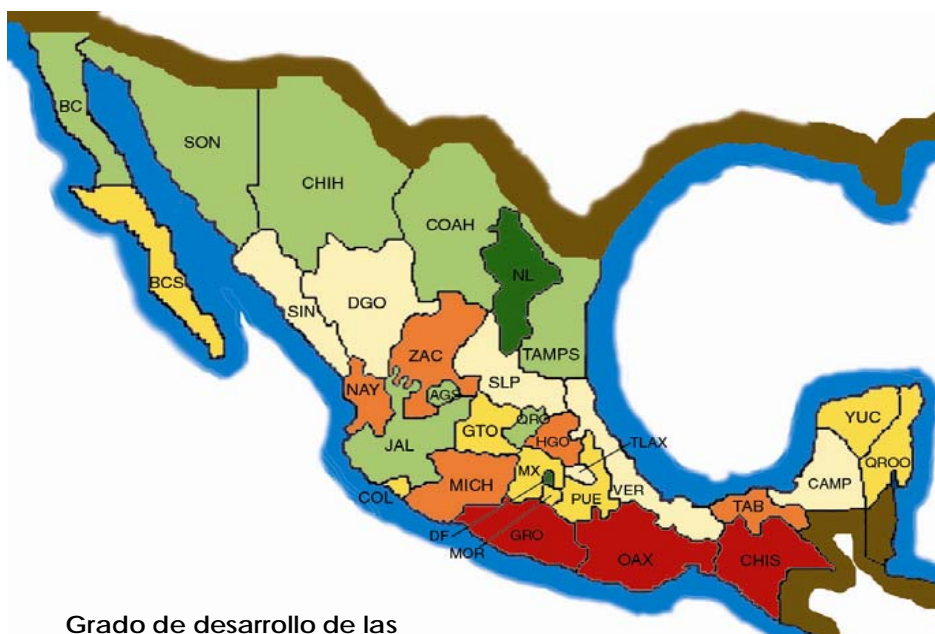 BC
SON
CHIH
COAH
NL
BCS
SIN
DGO
TAMPS
ZAC
SLP
NAY
AGS
GTO
QRO
HGO
TLAX
YUC
JAL
MX
QROO
COL
MICH
PUE
VER
CAMP
TAB
DF
MOR
GRO
OAX
CHIS
Grado de desarrollo de las